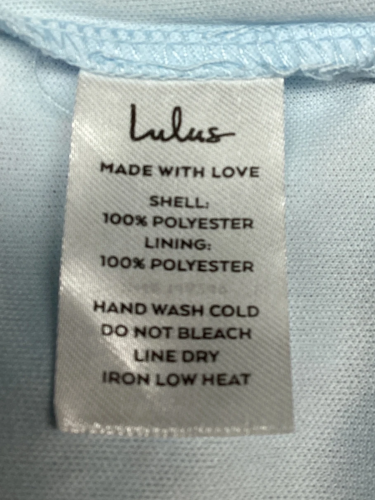 Lulus
MADE WITH LOVE
SHELL:
100% POLYESTER
LINING:
100% POLYESTER
HAND WASH COLD
DO NOT BLEACH
LINE DRY
IRON LOW HEAT